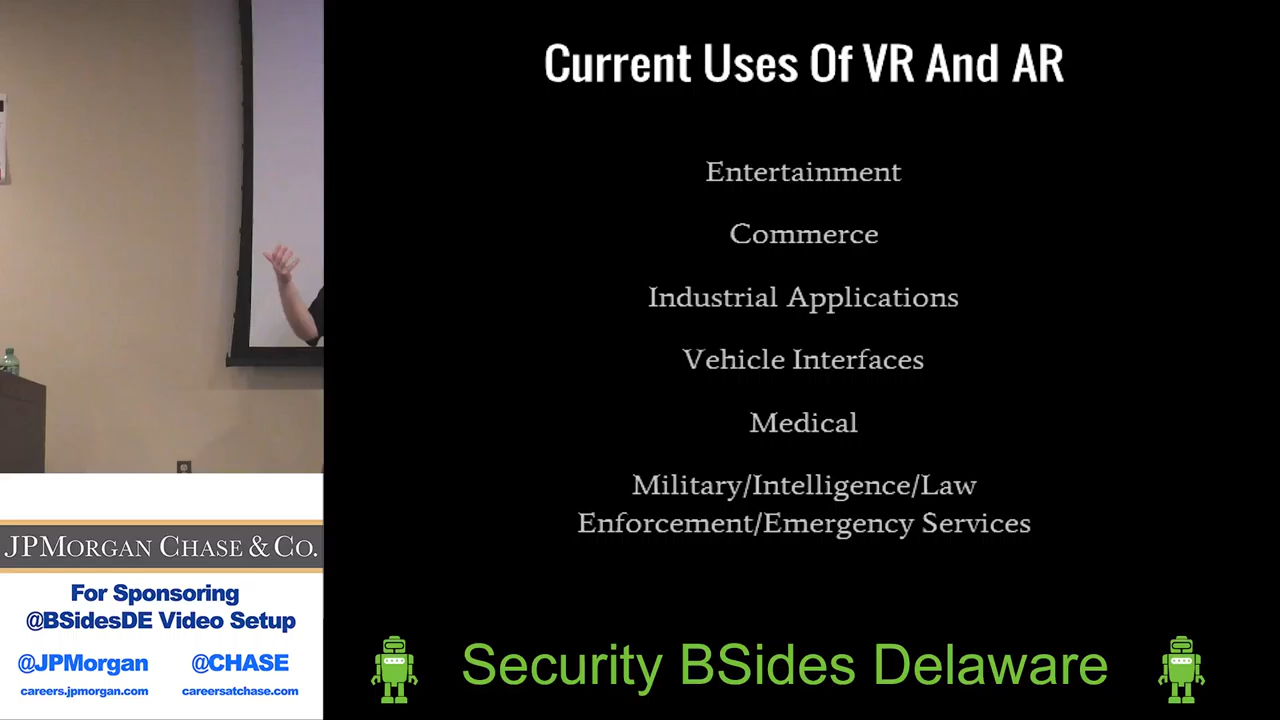 Current Uses Of VR And AR
Entertainment
Commerce
Industrial Applications
Vehicle Interfaces
Medical
Military/Intelligence/Law
Enforcement/Emergency Services
JPMORGAN CHASE & CO.
For Sponsoring
@BSidesDE Video Setup
@JPMorgan @CHASE
careers.jpmorgan.com careersatchase.com
Security BSides Delaware